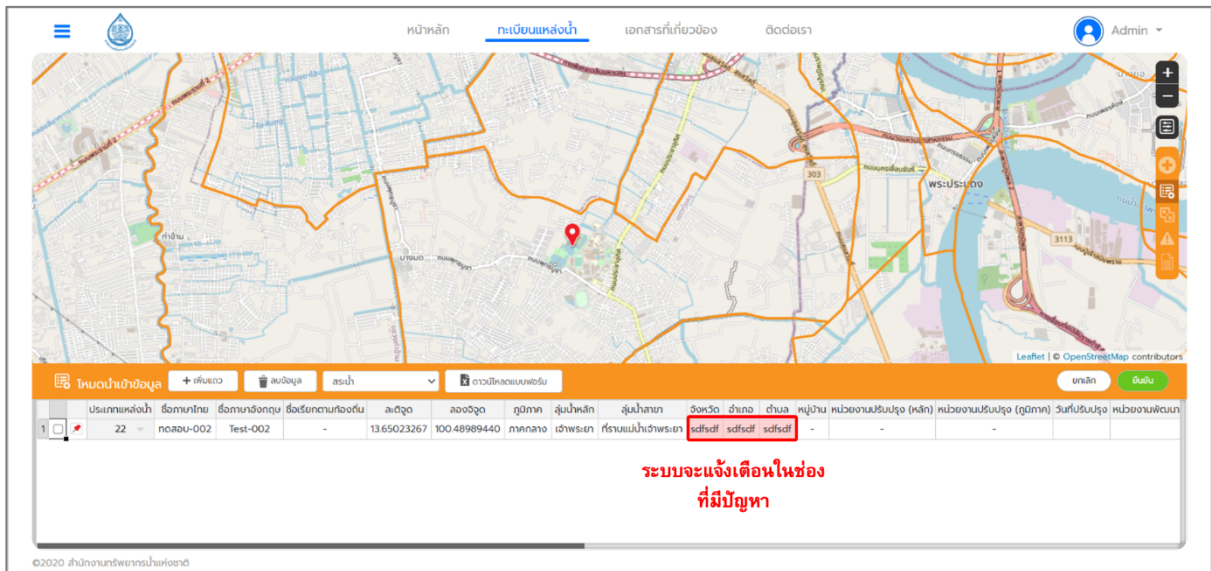 หน้าหลัก ทะเบียนแหล่งน้ำ เอกสารที่เกี่ยวข้อง ติดต่อเรา Admin
+
−
303
พระประแดง
ท่าข้าม
บางมด
3113
Leaflet | © OpenStreetMap contributors
โหมดนำเข้าข้อมูล + เพิ่มแถว ลบข้อมูล สระน้ำ ดาวน์โหลดแบบฟอร์ม ยกเลิก ยืนยัน
ประเภทแหล่งน้ำ ชื่อภาษาไทย ชื่อภาษาอังกฤษ ชื่อเรียกตามท้องถิ่น ละติจูด ลองจิจูด ภูมิภาค ลุ่มน้ำหลัก ลุ่มน้ำสาขา จังหวัด อำเภอ ตำบล หมู่บ้าน หน่วยงานปรับปรุง (หลัก) หน่วยงานปรับปรุง (ภูมิภาค) วันที่ปรับปรุง หน่วยงานพัฒนา
1 22 ทดสอบ-002 Test-002 - 13.65023267 100.48989440 ภาคกลาง เจ้าพระยา ที่ราบแม่น้ำเจ้าพระยา sdfsdf sdfsdf sdfsdf - - -
ระบบจะแจ้งเตือนในช่อง
ที่มีปัญหา
©2020 สำนักงานทรัพยากรน้ำแห่งชาติ